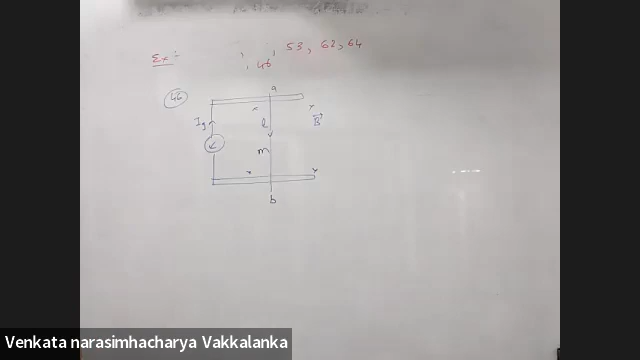 Ex :- , , 53, 62, 64
, 46
46
a
x x
Ig l B
m
x x
b
Venkata narasimhacharya Vakkalanka